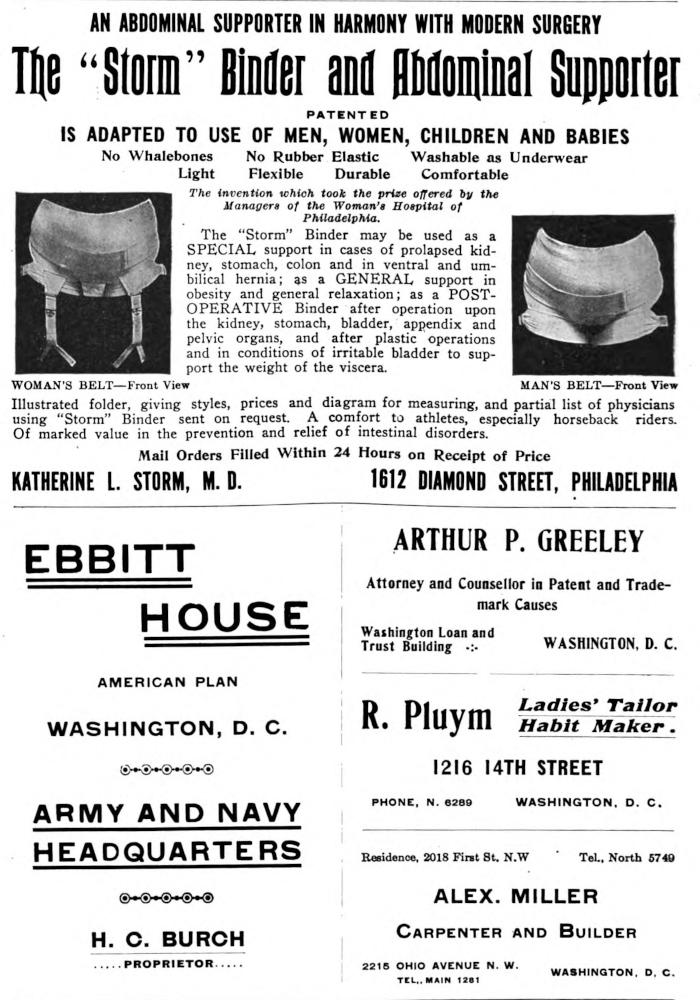 AN ABDOMINAL SUPPORTER IN HARMONY WITH MODERN SURGERY
The "Storm" Binder and Abdominal Supporter
PATENTED
IS ADAPTED TO USE OF MEN, WOMEN, CHILDREN AND BABIES
No Whalebones No Rubber Elastic Washable as Underwear
Light Flexible Durable Comfortable
The invention which took the prize offered by the
Managers of the Woman's Hospital of
Philadelphia.
The "Storm" Binder may be used as a
SPECIAL support in cases of prolapsed kid-
ney, stomach, colon and in ventral and um-
bilical hernia; as a GENERAL support in
obesity and general relaxation; as a POST-
OPERATIVE Binder after operation upon
the kidney, stomach, bladder, appendix and
pelvic organs, and after plastic operations
and in conditions of irritable bladder to sup-
port the weight of the viscera.
WOMAN'S BELT—Front View
MAN'S BELT—Front View
Illustrated folder, giving styles, prices and diagram for measuring, and partial list of physicians
using "Storm" Binder sent on request. A comfort to athletes, especially horseback riders.
Of marked value in the prevention and relief of intestinal disorders.
Mail Orders Filled Within 24 Hours on Receipt of Price
KATHERINE L. STORM, M. D. 1612 DIAMOND STREET, PHILADELPHIA
EBBITT
HOUSE
AMERICAN PLAN
WASHINGTON, D. C.
ARMY AND NAVY
HEADQUARTERS
H. C. BURCH
.....PROPRIETOR.....
ARTHUR P. GREELEY
Attorney and Counsellor in Patent and Trade-
mark Causes
Washington Loan and
Trust Building .:. WASHINGTON, D. C.
R. Pluym
Ladies' Tailor
Habit Maker.
1216 14TH STREET
PHONE, N. 6289 WASHINGTON, D. C.
Residence, 2018 First St. N.W Tel., North 5749
ALEX. MILLER
CARPENTER AND BUILDER
2215 OHIO AVENUE N. W.
TEL., MAIN 1281
WASHINGTON, D. C.